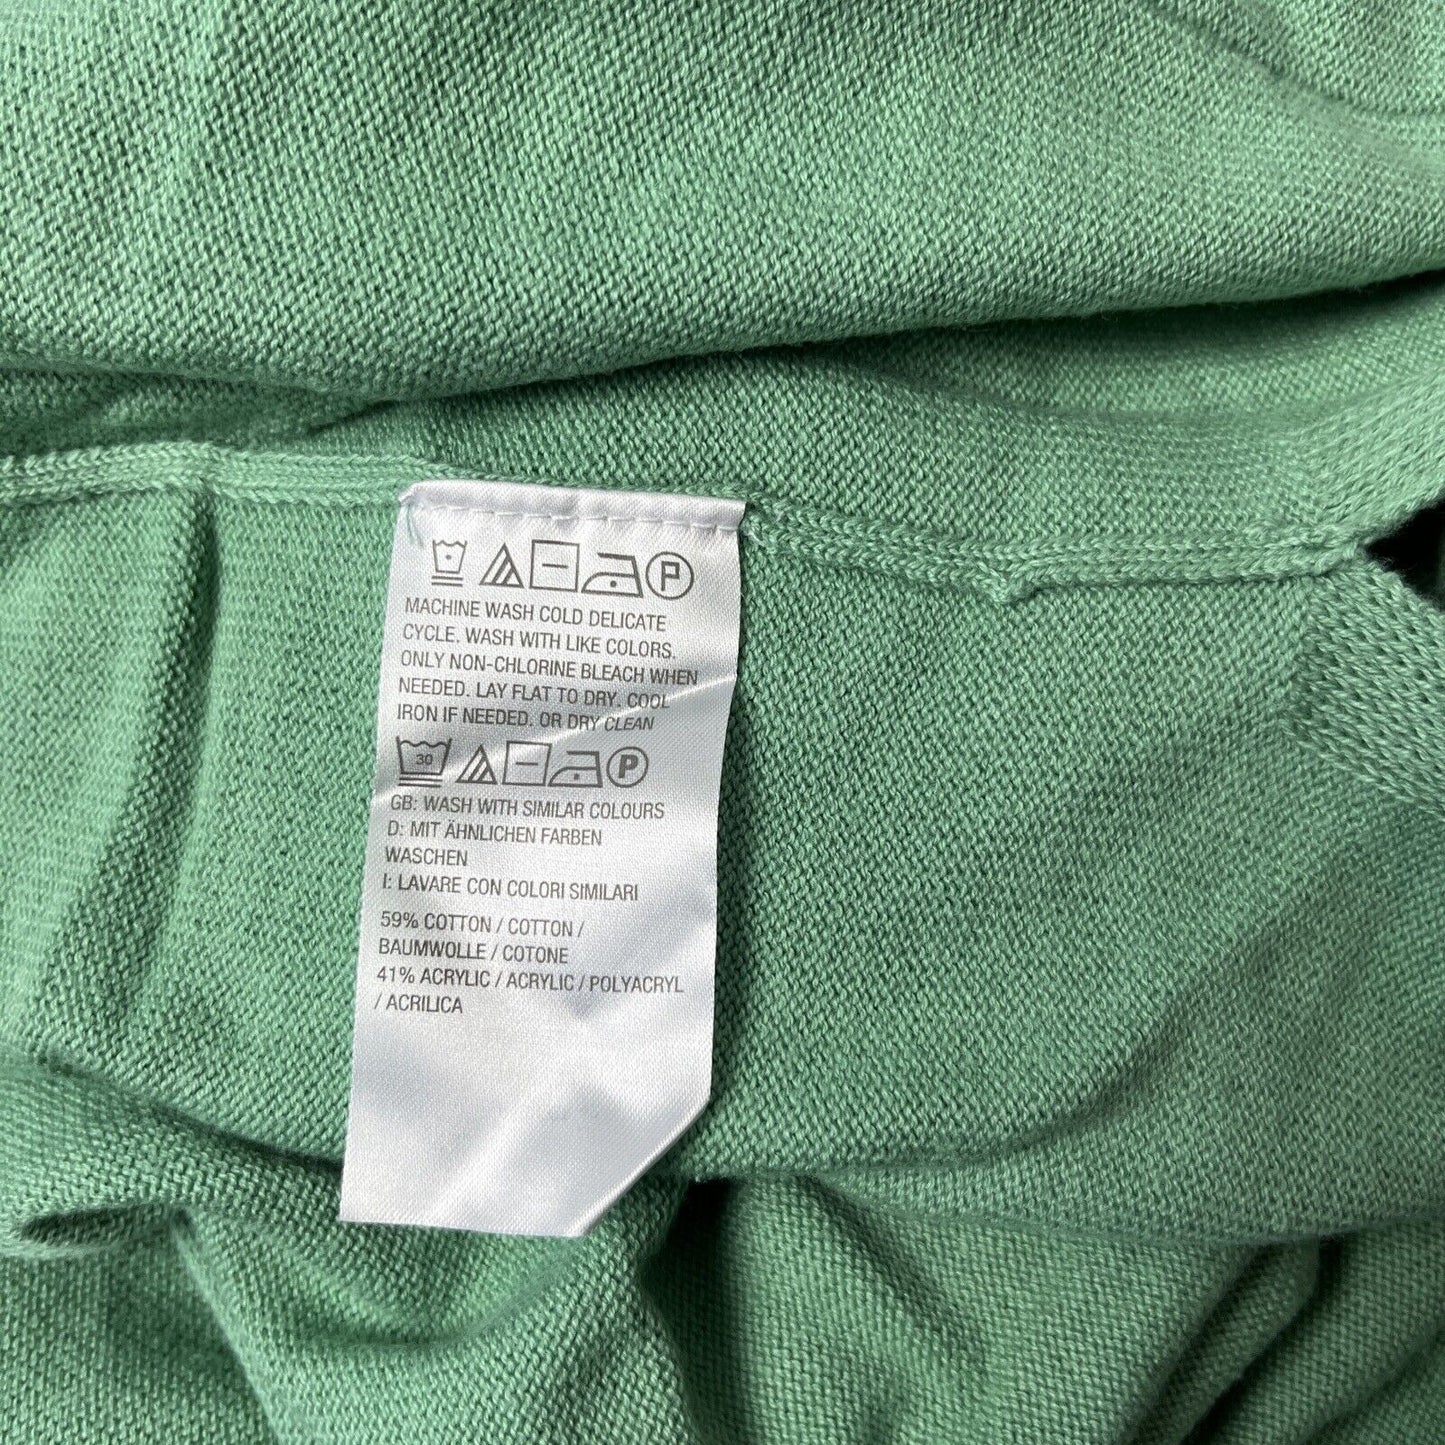 P
MACHINE WASH COLD DELICATE
CYCLE. WASH WITH LIKE COLORS.
ONLY NON-CHLORINE BLEACH WHEN
NEEDED. LAY FLAT TO DRY. COOL
IRON IF NEEDED. OR DRY CLEAN
30 P
GB: WASH WITH SIMILAR COLOURS
D: MIT ÄHNLICHEN FARBEN
WASCHEN
I: LAVARE CON COLORI SIMILARI
59% COTTON / COTTON /
BAUMWOLLE / COTONE
41% ACRYLIC / ACRYLIC / POLYACRYL
/ ACRILICA